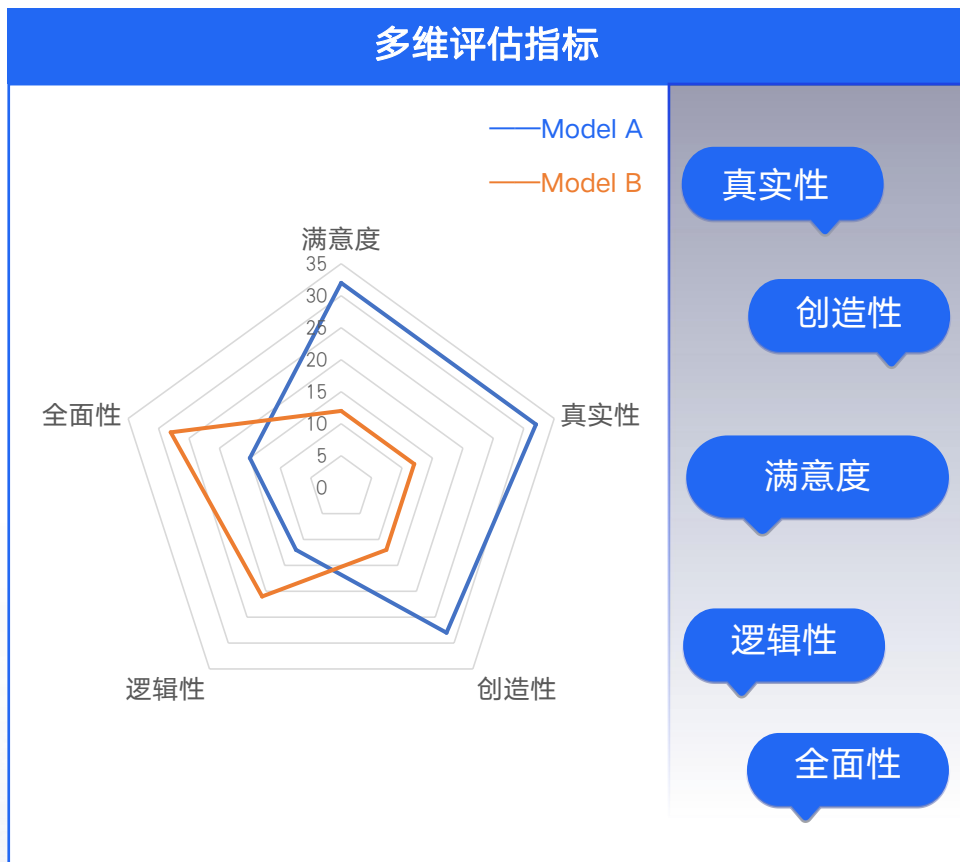 多维评估指标
——Model A
——Model B
满意度
35
30
25
20
15
10
5
0
全面性
真实性
逻辑性
创造性
真实性
创造性
满意度
逻辑性
全面性